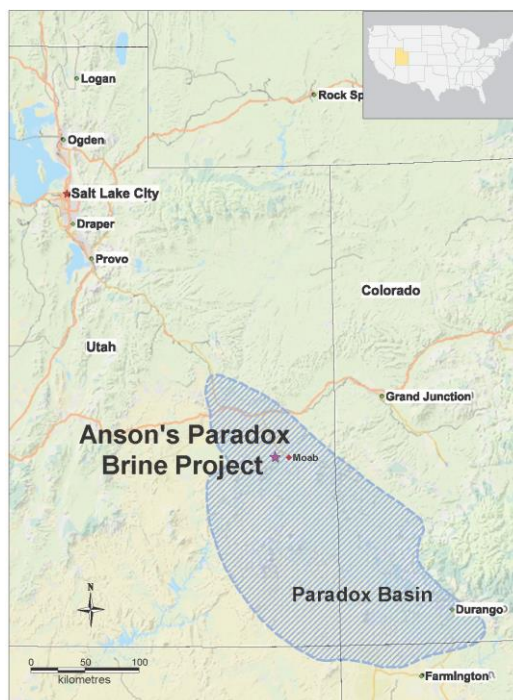 Logan
Rock Sp
Ogden
Salt Lake City
Draper
Provo
Colorado
Utah
Grand Junction
Anson's Paradox
Brine Project
Moab
Paradox Basin
N
Durango
0 50 100
kilometres
Farmington